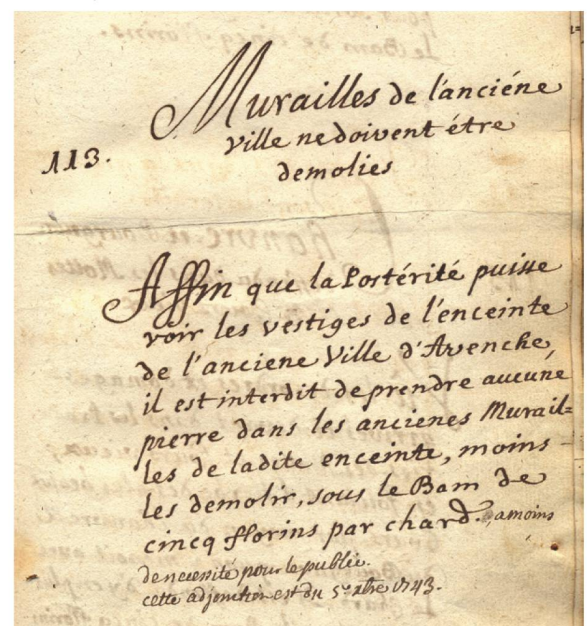 Murailles de l'anciéne
ville ne doivent étre
113.
demolies
Affin que la Postérité puisse
voir les vestiges de l'enceinte
de l'anciene Ville d'Avenche,
il est interdit de prendre aucune
pierre dans les ancienes Murail=
les de ladite enceinte, moins
les demolir, sous le Bam de
cinq florins par chard. amoins
de necessité pour le public.
cette adjonction est du 5e xbre 1743.